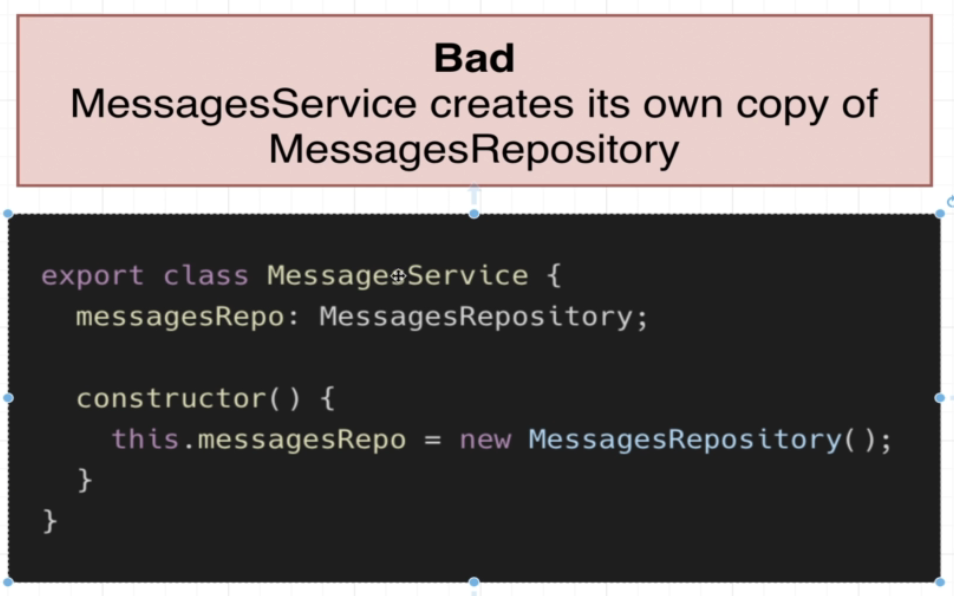 Bad
MessagesService creates its own copy of
MessagesRepository
export class MessagesService {
messagesRepo: MessagesRepository;
constructor() {
this.messagesRepo = new MessagesRepository();
}
}